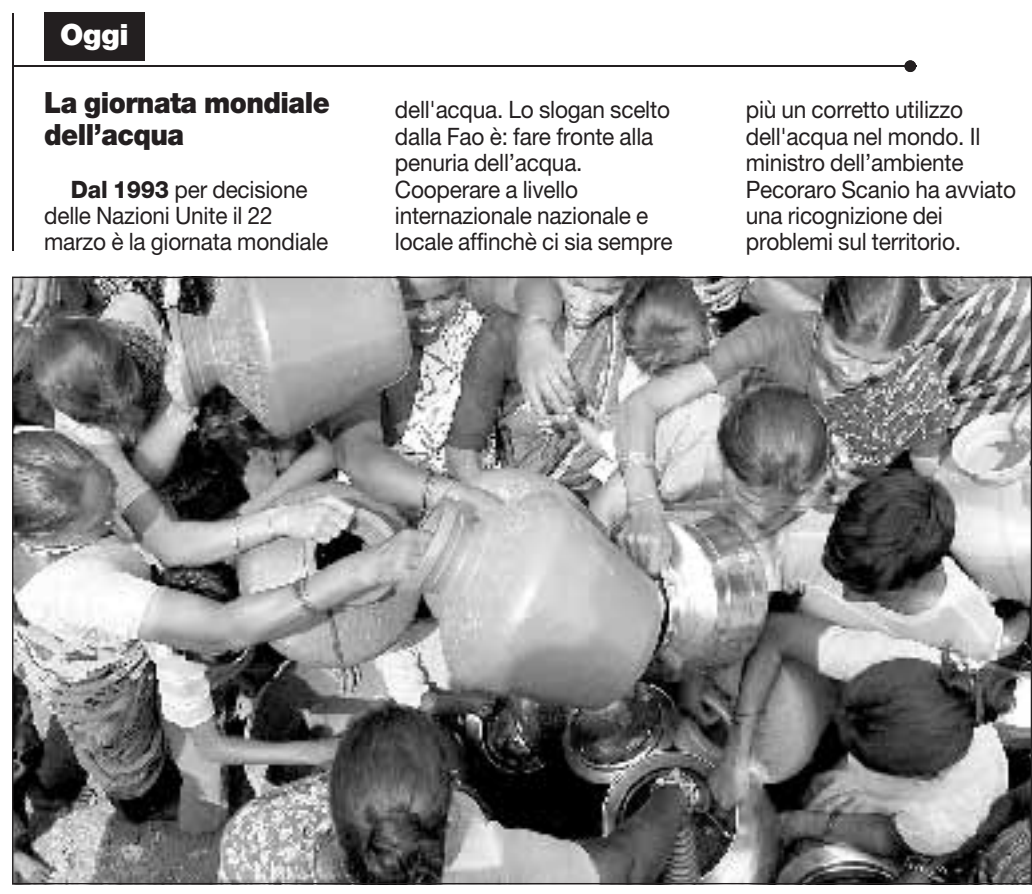 Oggi
La giornata mondiale
dell'acqua
Dal 1993 per decisione
delle Nazioni Unite il 22
marzo è la giornata mondiale
dell'acqua. Lo slogan scelto
dalla Fao è: fare fronte alla
penuria dell'acqua.
Cooperare a livello
internazionale nazionale e
locale affinchè ci sia sempre
più un corretto utilizzo
dell'acqua nel mondo. Il
ministro dell'ambiente
Pecoraro Scanio ha avviato
una ricognizione dei
problemi sul territorio.